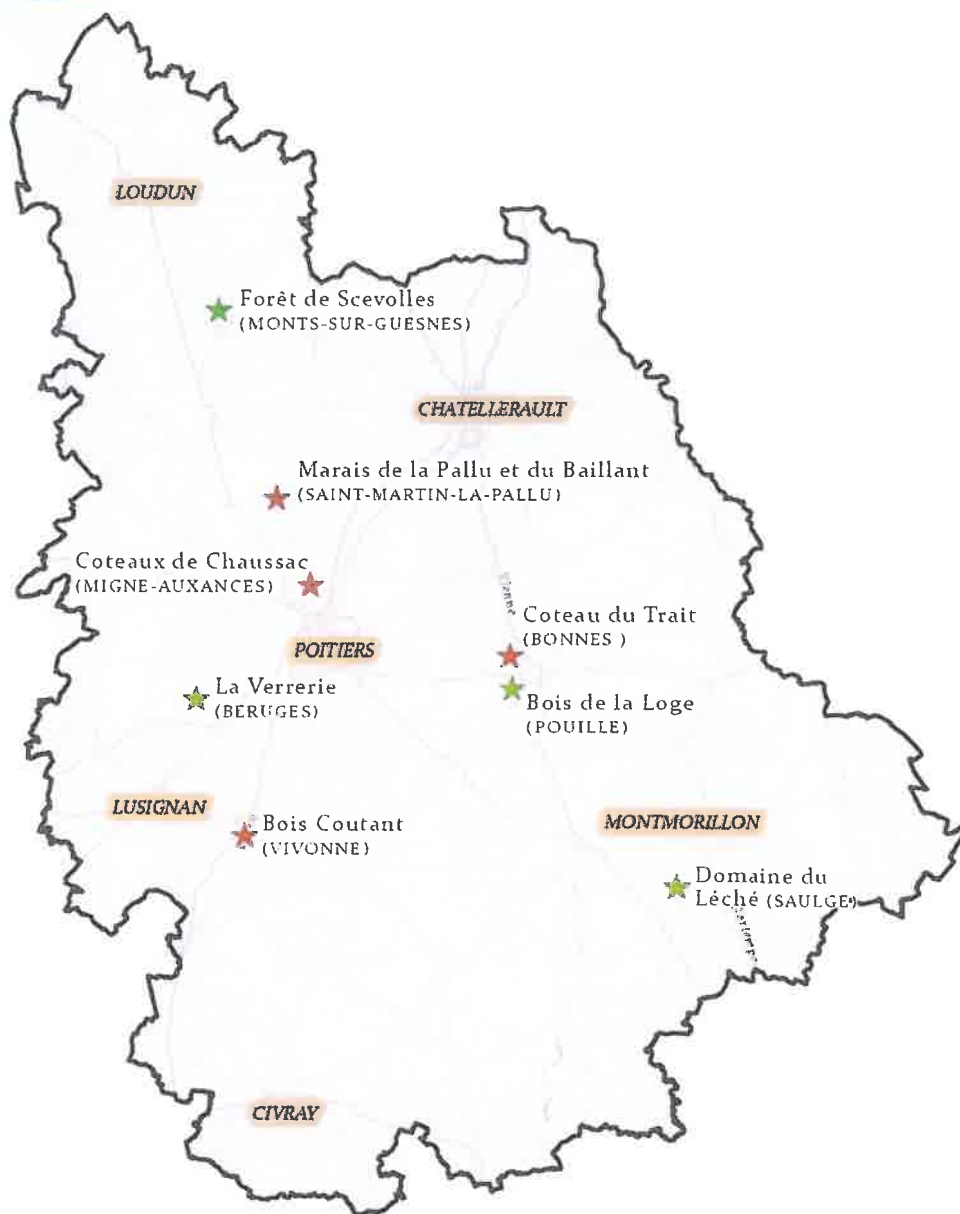 LOUDUN
Forêt de Scevolles
(MONTS-SUR-GUESNES)
CHATELLERAULT
Marais de la Pallu et du Baillant
(SAINT-MARTIN-LA-PALLU)
Coteaux de Chaussac
(MIGNE-AUXANCES)
Vienne
Coteau du Trait
(BONNES )
POITIERS
La Verrerie
(BERUGES)
Bois de la Loge
(POUILLE)
LUSIGNAN
Bois Coutant
(VIVONNE)
MONTMORILLON
Domaine du
Léché (SAULGE)
CIVRAY